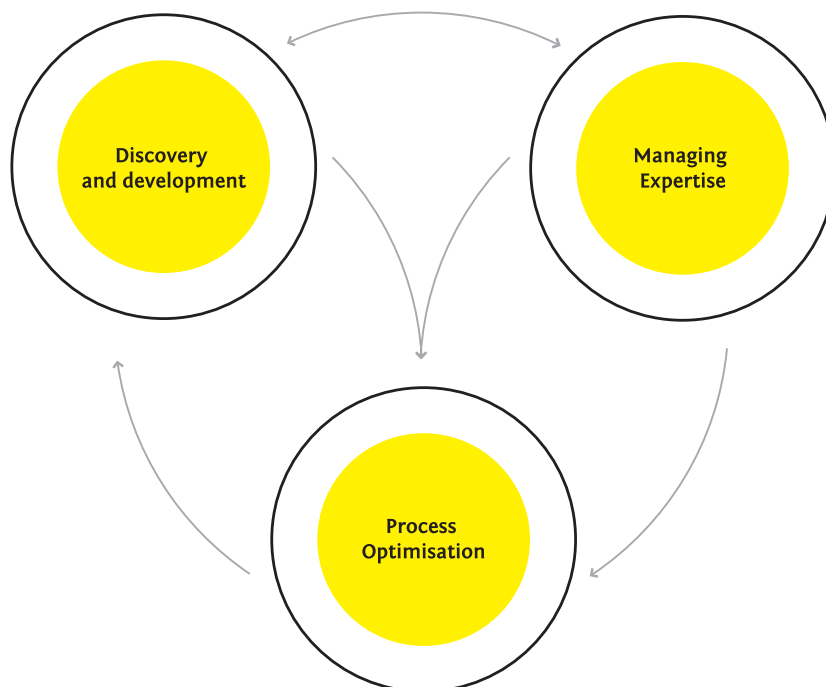 Discovery
and development
Managing
Expertise
Process
Optimisation